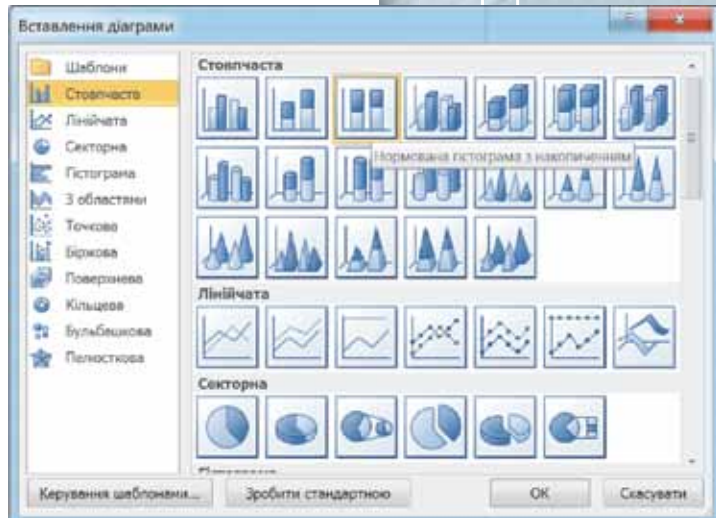 Вставлення діаграми
Шаблони
Стовпчаста
Лінійчата
Секторна
Гістограма
З областями
Точкова
Біржова
Поверхнева
Кільцева
Бульбашкова
Пелюсткова
Стовпчаста
Нормована гістограма з накопиченням
Лінійчата
Секторна
Керування шаблонами...
Зробити стандартною
ОК
Скасувати